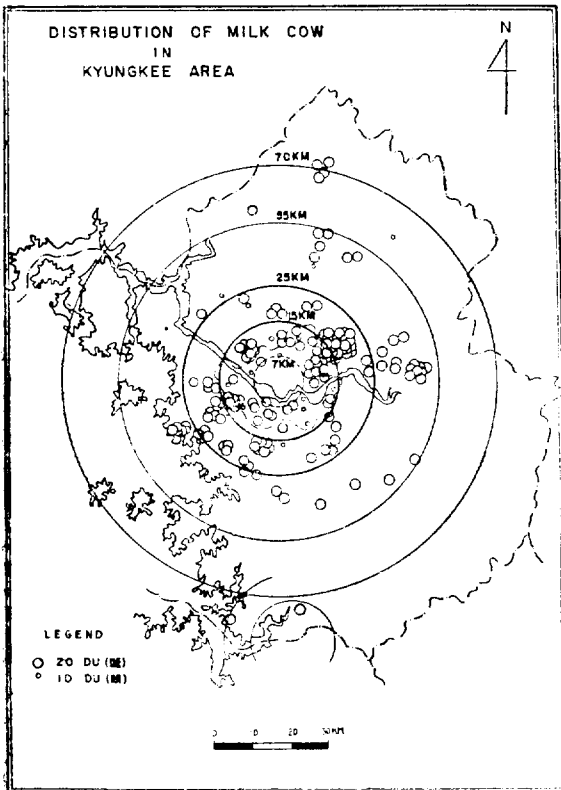 DISTRIBUTION OF MILK COW
IN
KYUNGKEE AREA
N
70KM
55KM
25KM
15KM
7KM
LEGEND
20 DU
10 DU
0 10 20 30KM